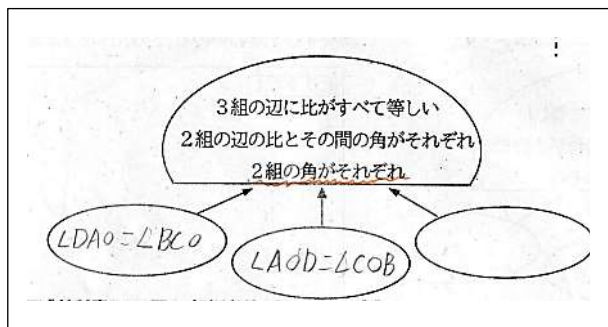 3組の辺に比がすべて等しい
2組の辺の比とその間の角がそれぞれ
2組の角がそれぞれ
∠DAO=∠BCO
∠AOD=∠COB